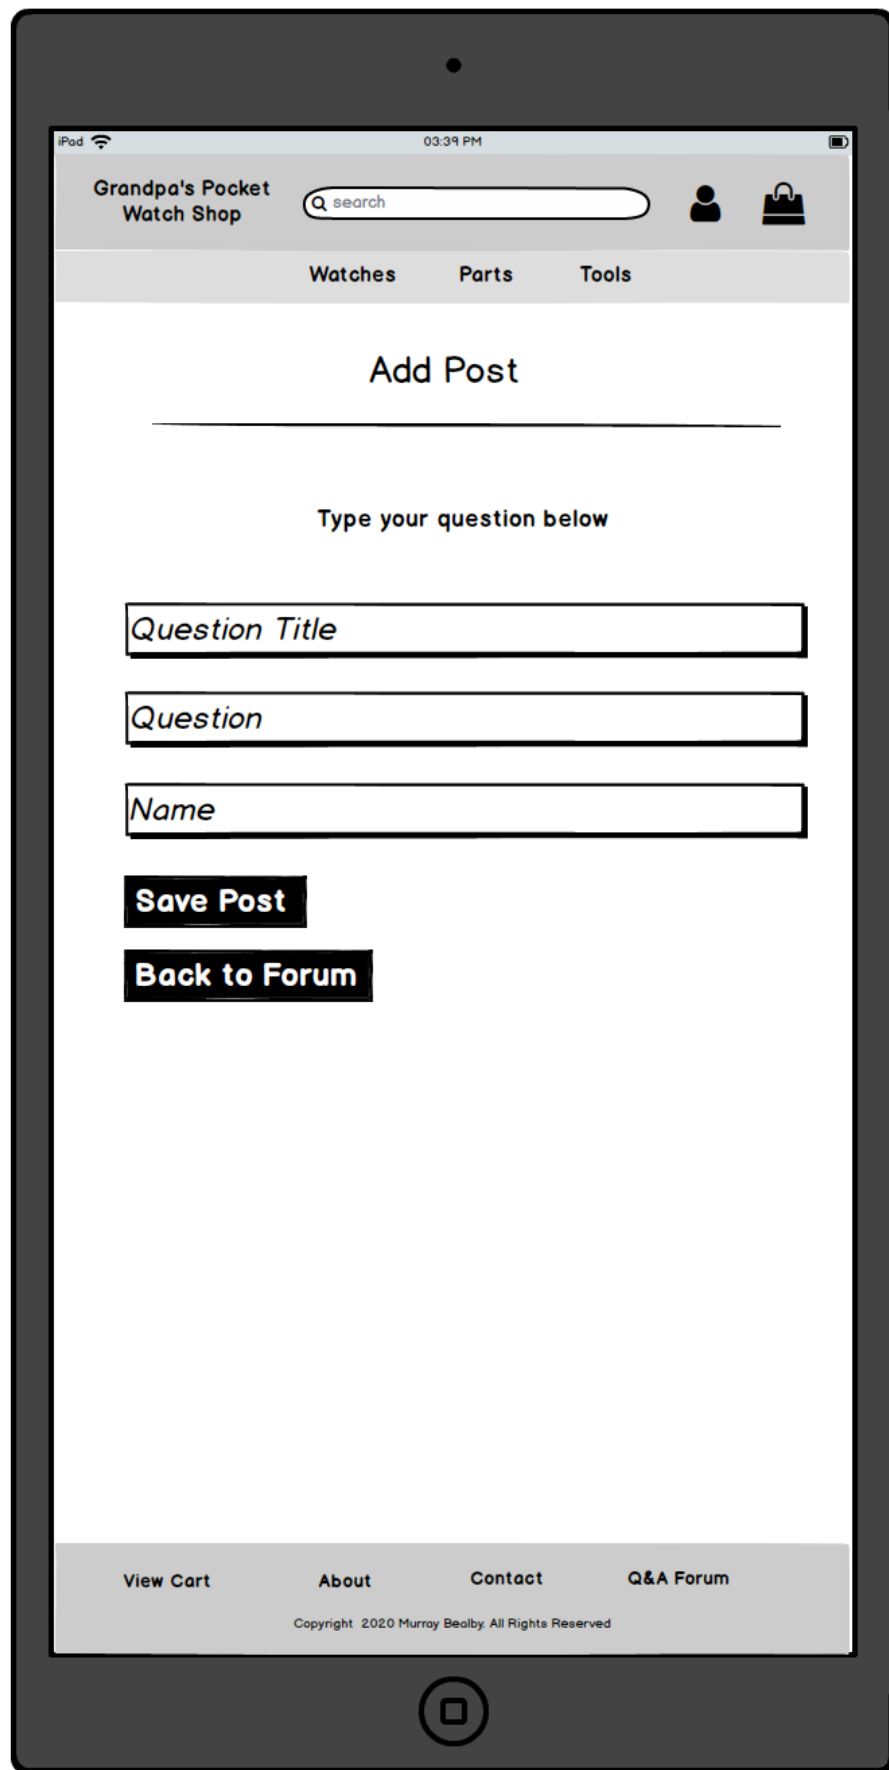 iPad
03:39 PM
Grandpa's Pocket
Watch Shop
search
Watches Parts Tools
Add Post
Type your question below
Question Title
Question
Name
Save Post
Back to Forum
View Cart About Contact Q&A Forum
Copyright 2020 Murray Bealby. All Rights Reserved